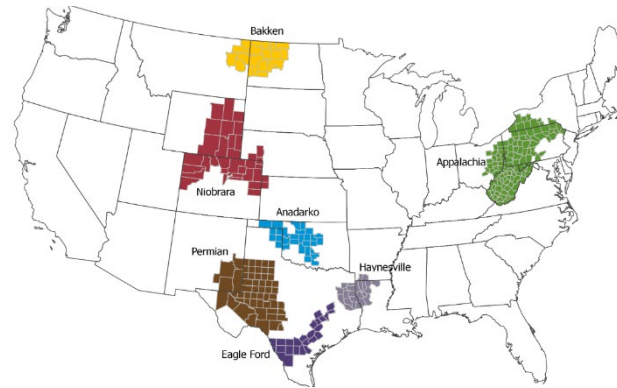 Bakken
Appalachia
Niobrara
Anadarko
Permian
Haynesville
Eagle Ford